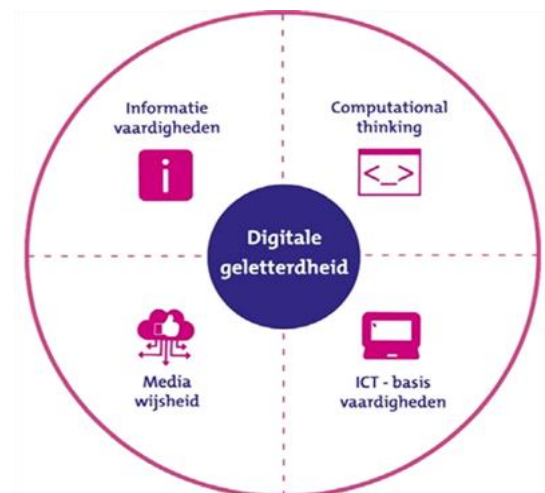 Informatie
vaardigheden
i
Computational
thinking
<_>
Digitale
geletterdheid
Media
wijsheid
ICT - basis
vaardigheden